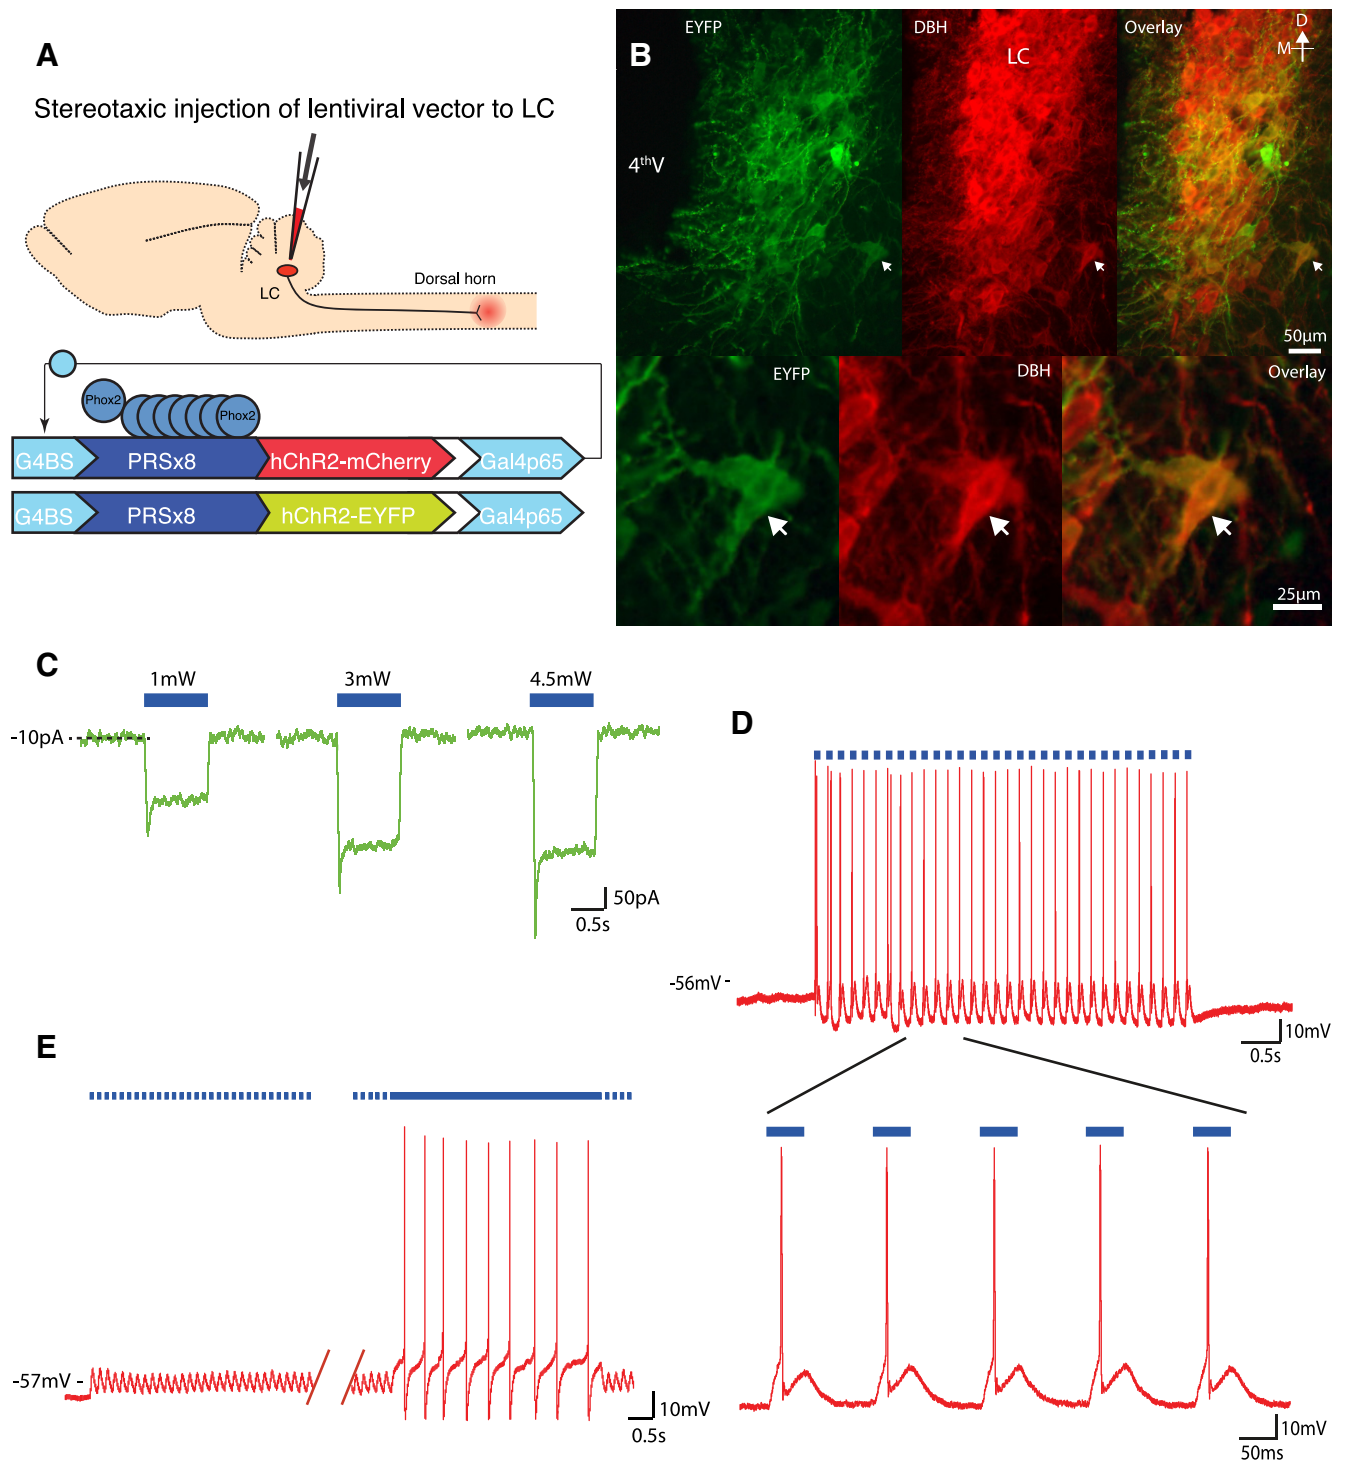 A
Stereotaxic injection of lentiviral vector to LC
LC
Dorsal horn
Phox2
Phox2
G4BS PRSx8 hChR2-mCherry Gal4p65
G4BS PRSx8 hChR2-EYFP Gal4p65
B
EYFP
DBH
Overlay
LC
D
M
4thV
50µm
EYFP
DBH
Overlay
25µm
C
1mW
3mW
4.5mW
-10pA
50pA
0.5s
D
-56mV
10mV
0.5s
10mV
50ms
E
-57mV
10mV
0.5s